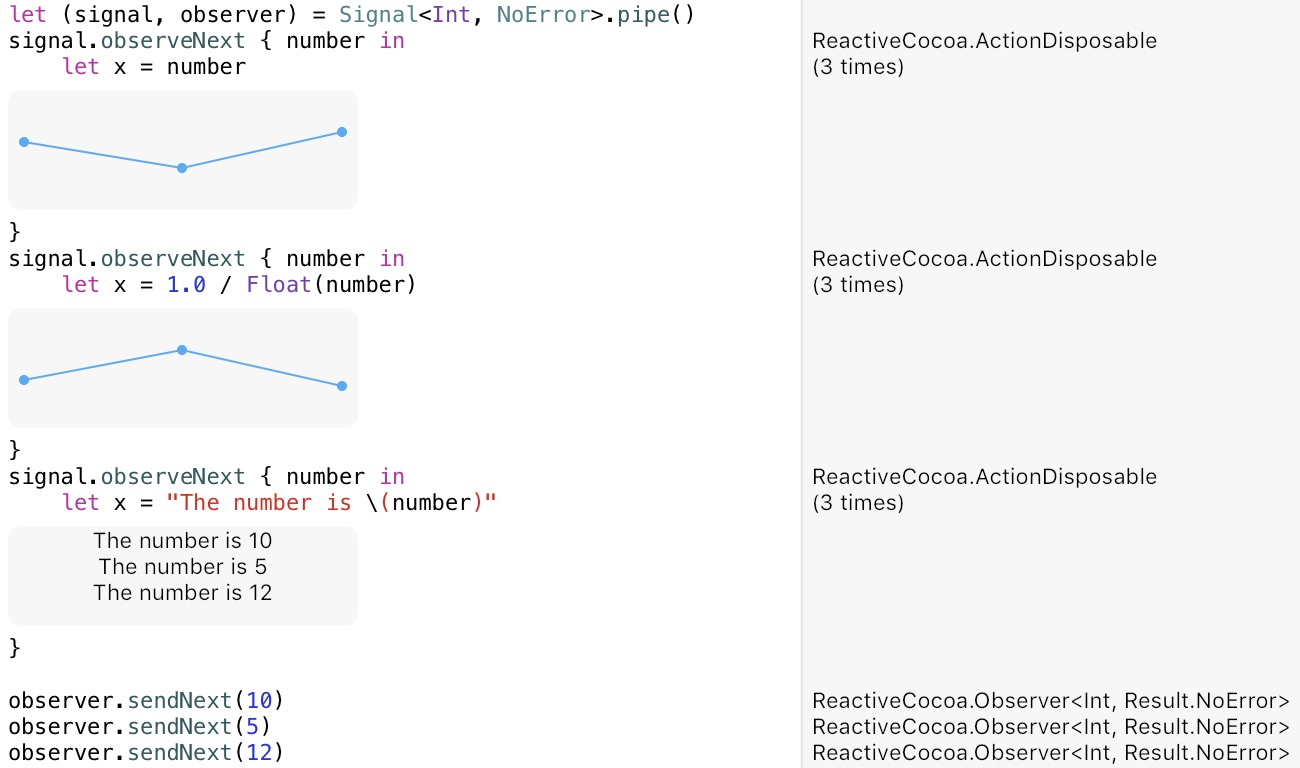 let (signal, observer) = Signal<Int, NoError>.pipe()
signal.observeNext { number in
ReactiveCocoa.ActionDisposable
let x = number
(3 times)
}
signal.observeNext { number in
ReactiveCocoa.ActionDisposable
let x = 1.0 / Float(number)
(3 times)
}
signal.observeNext { number in
ReactiveCocoa.ActionDisposable
let x = "The number is \(number)"
(3 times)
The number is 10
The number is 5
The number is 12
}
observer.sendNext(10)
ReactiveCocoa.Observer<Int, Result.NoError>
observer.sendNext(5)
ReactiveCocoa.Observer<Int, Result.NoError>
observer.sendNext(12)
ReactiveCocoa.Observer<Int, Result.NoError>